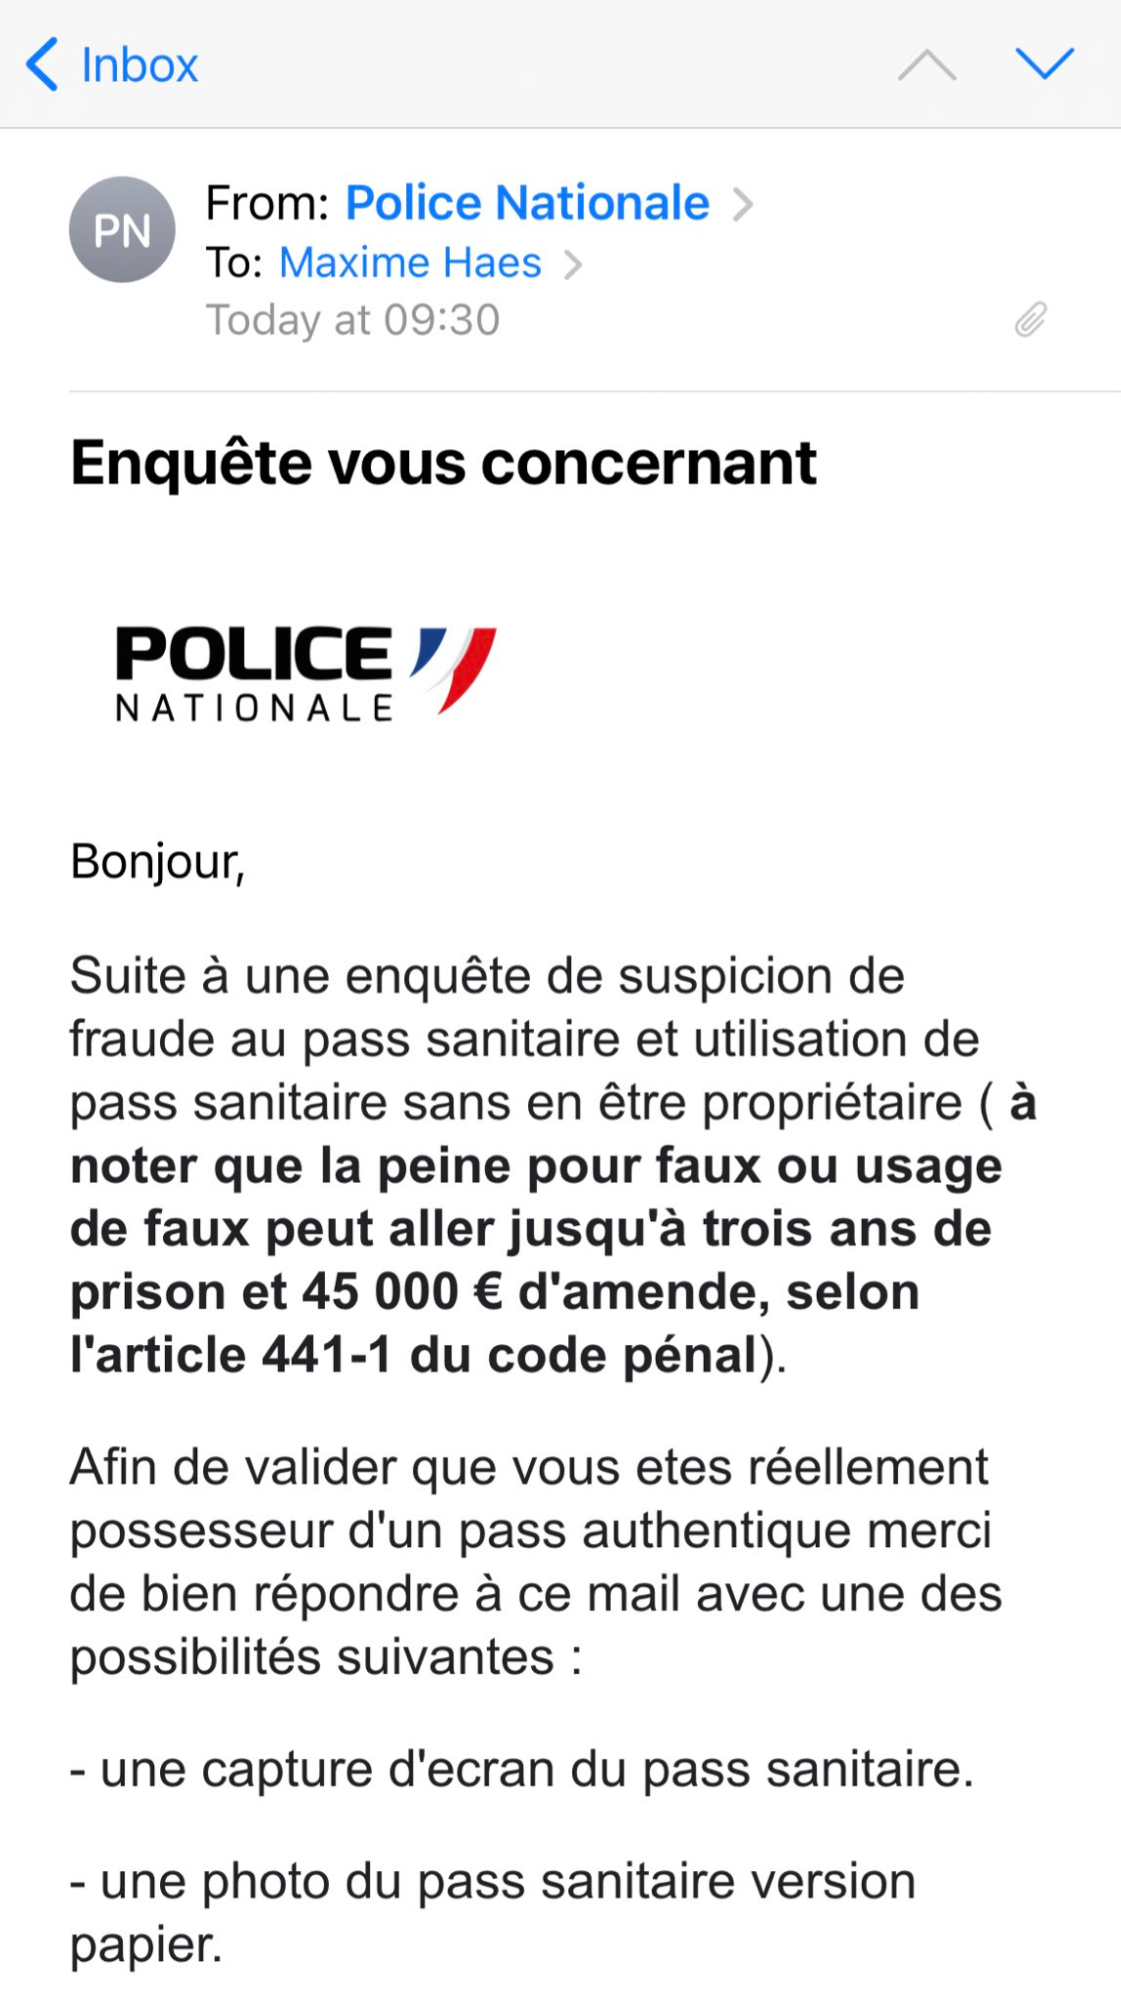 Inbox
PN
From: Police Nationale
To: Maxime Haes
Today at 09:30
Enquête vous concernant
POLICE
NATIONALE
Bonjour,
Suite à une enquête de suspicion de
fraude au pass sanitaire et utilisation de
pass sanitaire sans en être propriétaire ( à
noter que la peine pour faux ou usage
de faux peut aller jusqu'à trois ans de
prison et 45 000 € d'amende, selon
l'article 441-1 du code pénal).
Afin de valider que vous etes réellement
possesseur d'un pass authentique merci
de bien répondre à ce mail avec une des
possibilités suivantes :
- une capture d'ecran du pass sanitaire.
- une photo du pass sanitaire version
papier.